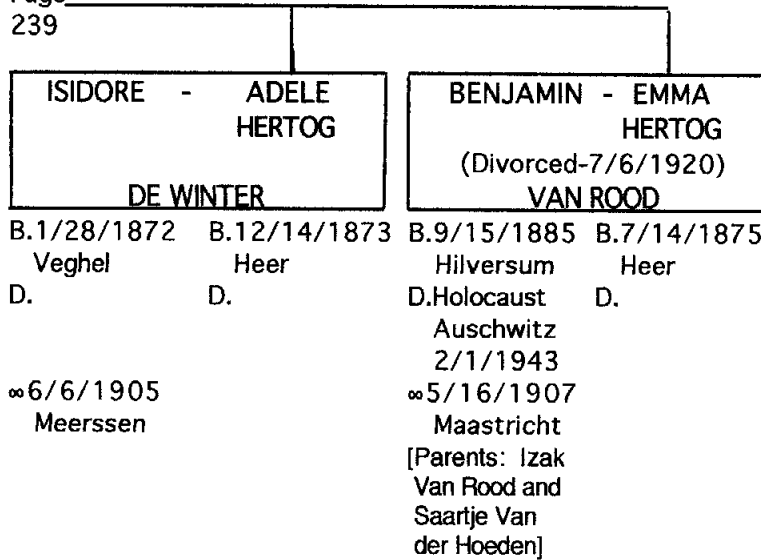 239
ISIDORE - ADELE
HERTOG
DE WINTER
B.1/28/1872 B.12/14/1873
Veghel Heer
D. D.
∞6/6/1905
Meerssen
BENJAMIN - EMMA
HERTOG
(Divorced-7/6/1920)
VAN ROOD
B.9/15/1885 B.7/14/1875
Hilversum Heer
D.Holocaust D.
Auschwitz
2/1/1943
∞5/16/1907
Maastricht
[Parents: Izak
Van Rood and
Saartje Van
der Hoeden]